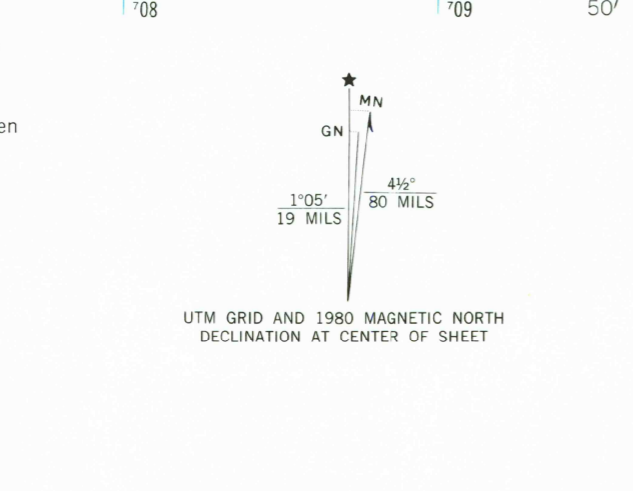 ⁷08 ⁷09 50′
MN
en
GN
4½°
80 MILS
1°05′
19 MILS
UTM GRID AND 1980 MAGNETIC NORTH
DECLINATION AT CENTER OF SHEET